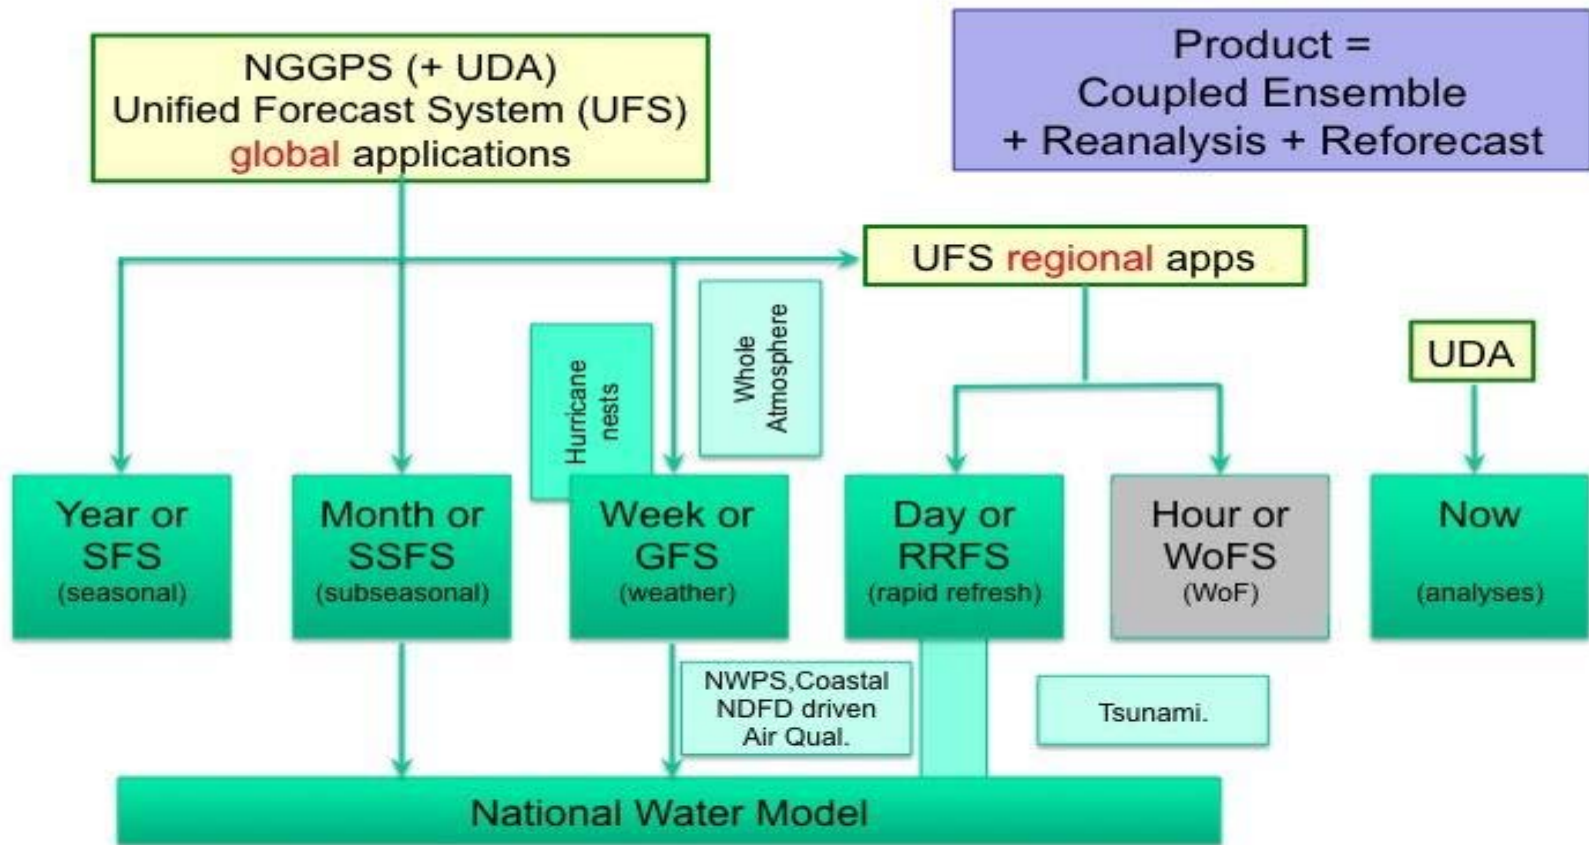 NGGPS (+ UDA)
Unified Forecast System (UFS)
global applications
Product =
Coupled Ensemble
+ Reanalysis + Reforecast
UFS regional apps
UDA
Hurricane
nests
Whole
Atmosphere
Year or
SFS
(seasonal)
Month or
SSFS
(subseasonal)
Week or
GFS
(weather)
Day or
RRFS
(rapid refresh)
Hour or
WoFS
(WoF)
Now
(analyses)
NWPS,Coastal
NDFD driven
Air Qual.
Tsunami.
National Water Model